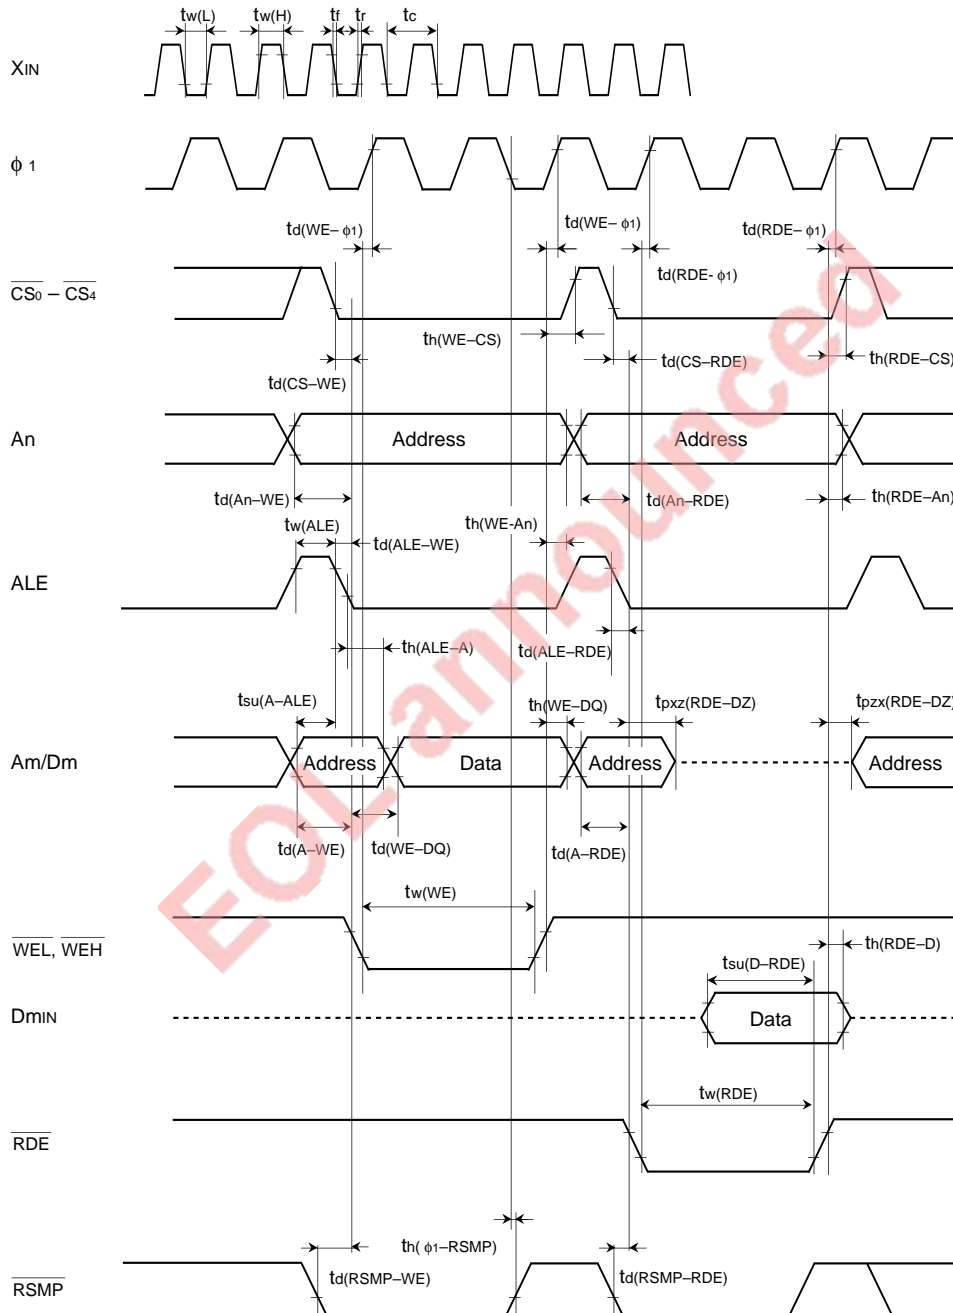 tw(L) tw(H) tf tr tc
XIN
ϕ 1
td(WE– ϕ1) td(WE– ϕ1) td(RDE– ϕ1)
td(RDE- ϕ1)
CS0 – CS4
th(WE–CS) td(CS–RDE) th(RDE–CS)
td(CS–WE)
An Address Address
td(An–WE) td(An–RDE) th(RDE–An)
tw(ALE) th(WE-An)
td(ALE–WE)
ALE
th(ALE–A) td(ALE–RDE)
tsu(A–ALE) th(WE–DQ) tpxz(RDE–DZ) tpzx(RDE–DZ)
Am/Dm Address Data Address Address
td(A–WE) td(WE–DQ) td(A–RDE)
tw(WE)
WEL, WEH th(RDE–D)
tsu(D–RDE)
DmIN Data
tw(RDE)
RDE
th( ϕ1–RSMP)
td(RSMP–WE) td(RSMP–RDE)
RSMP
EOL announced